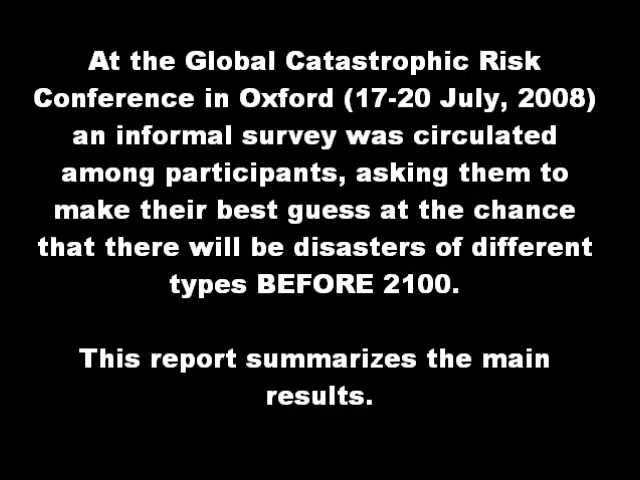 At the Global Catastrophic Risk
Conference in Oxford (17-20 July, 2008)
an informal survey was circulated
among participants, asking them to
make their best guess at the chance
that there will be disasters of different
types BEFORE 2100.
This report summarizes the main
results.